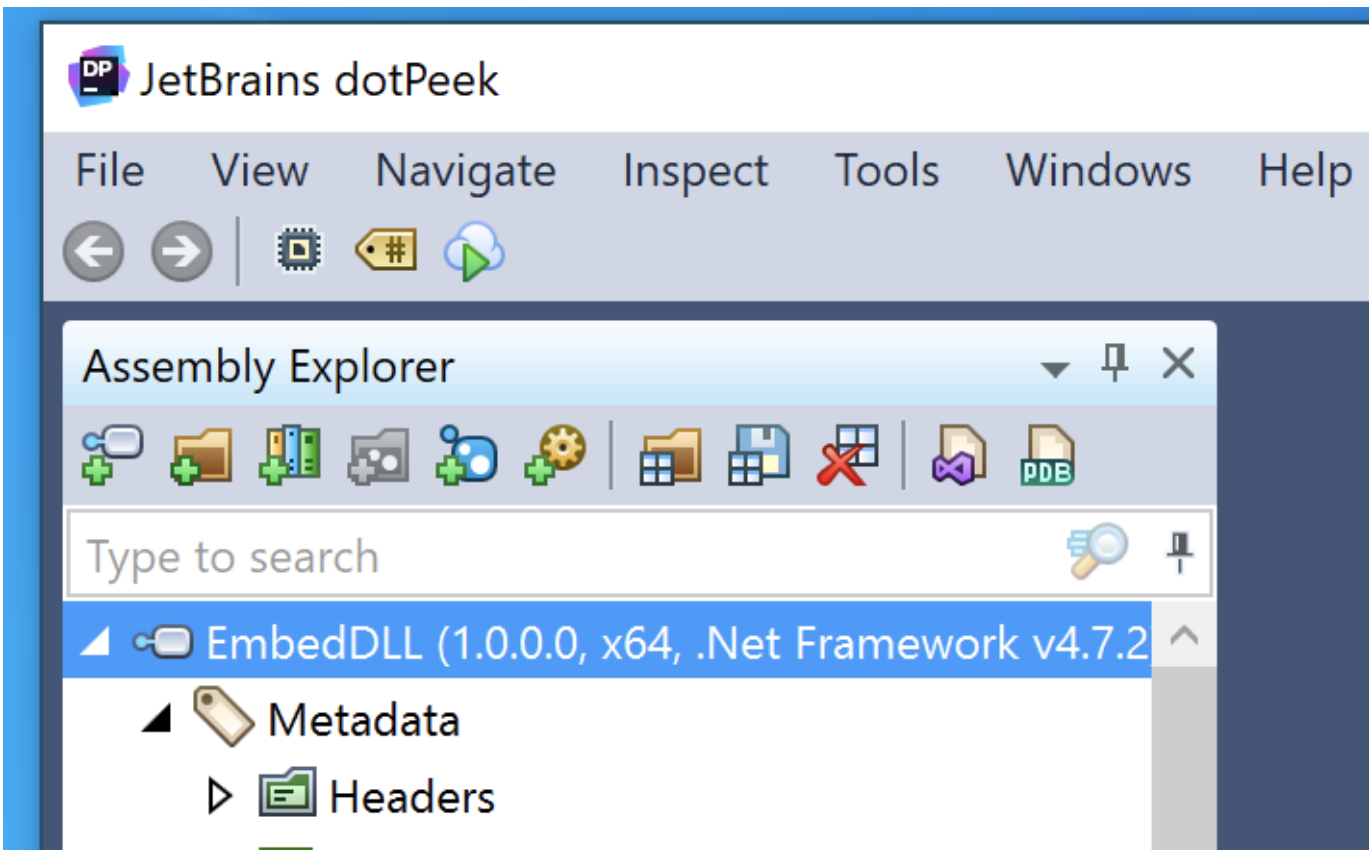 DP JetBrains dotPeek
File View Navigate Inspect Tools Windows Help
#
Assembly Explorer
PDB
Type to search
EmbedDLL (1.0.0.0, x64, .Net Framework v4.7.2
Metadata
Headers